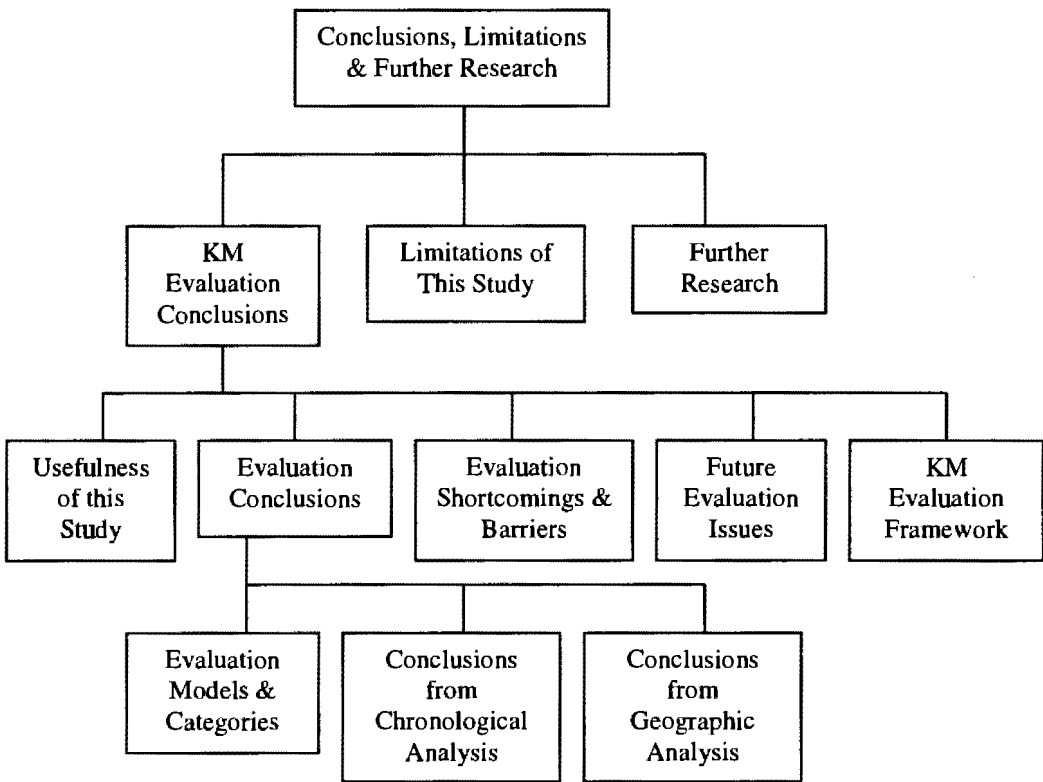 Conclusions, Limitations
& Further Research
KM
Evaluation
Conclusions
Limitations of
This Study
Further
Research
Usefulness
of this
Study
Evaluation
Conclusions
Evaluation
Shortcomings &
Barriers
Future
Evaluation
Issues
KM
Evaluation
Framework
Evaluation
Models &
Categories
Conclusions
from
Chronological
Analysis
Conclusions
from
Geographic
Analysis